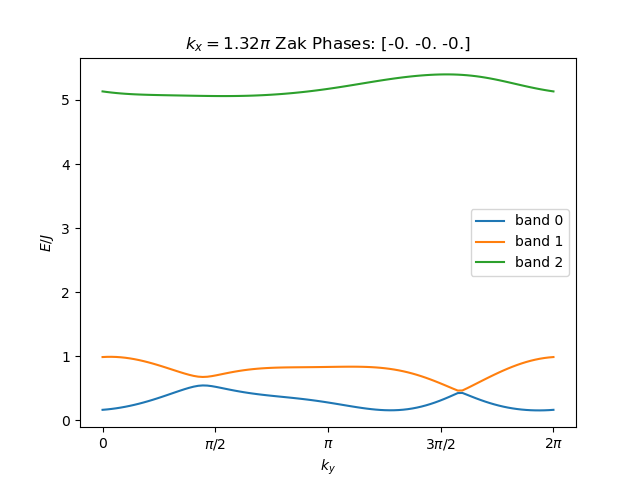 k_x = 1.32π Zak Phases: [-0. -0. -0.]
5
4
3
2
1
0
E/J
band 0
band 1
band 2
0
π/2
π
3π/2
2π
k_y